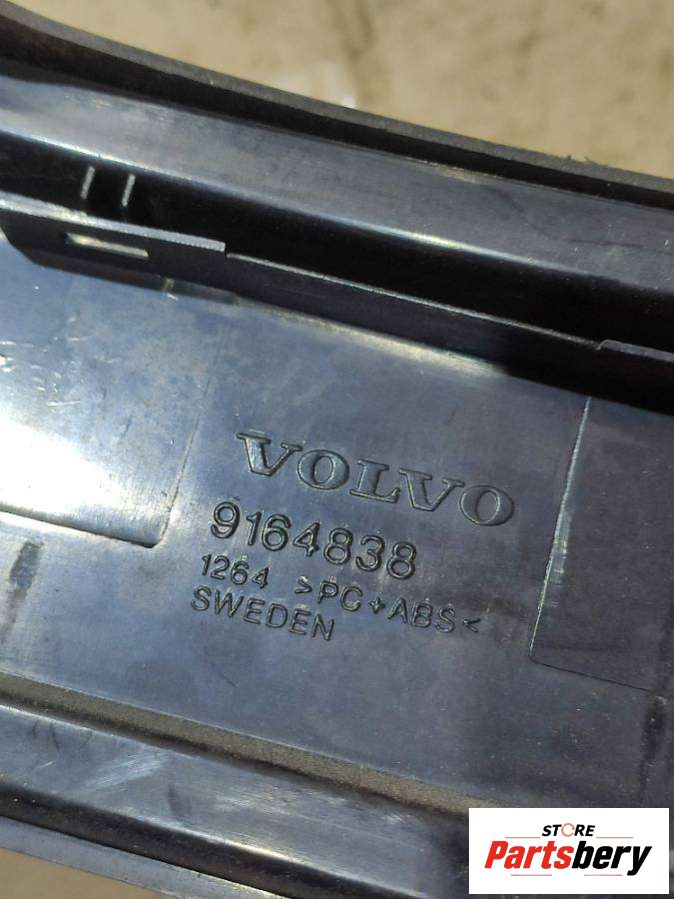 VOLVO
9164838
1264 >PC+ABS<
SWEDEN
STORE
Partsbery